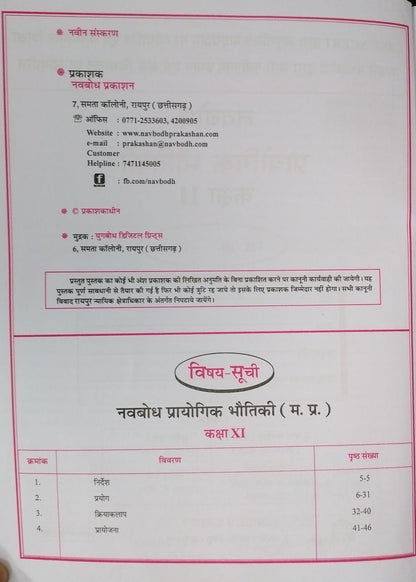 * नवीन संस्करण
* प्रकाशक
नवबोध प्रकाशन
7, समता कॉलोनी, रायपुर (छत्तीसगढ़)
☏ ऑफिस : 0771-2533603, 4200905
Website : www.navbodhprakashan.com
e-mail : prakashan@navbodh.com
Customer
Helpline : 7471145005
f : fb.com/navbodh
* © प्रकाशकाधीन
* मुद्रक : युगबोध डिजिटल प्रिन्ट्स
6, समता कॉलोनी, रायपुर (छत्तीसगढ़)
प्रस्तुत पुस्तक का कोई भी अंश प्रकाशक की लिखित अनुमति के बिना प्रकाशित करने पर कानूनी कार्यवाही की जायेगी। यह
पुस्तक पूर्ण सावधानी से तैयार की गई है फिर भी कोई त्रुटि रह जाये तो इसके लिए प्रकाशक जिम्मेदार नहीं होगा। सभी कानूनी
विवाद रायपुर न्यायिक क्षेत्राधिकार के अंतर्गत निपटाये जायेंगे।
विषय-सूची
नवबोध प्रायोगिक भौतिकी ( म. प्र. )
कक्षा XI
क्रमांक विवरण पृष्ठ संख्या
1. निर्देश 5-5
2. प्रयोग 6-31
3. क्रियाकलाप 32-40
4. प्रायोजना 41-46